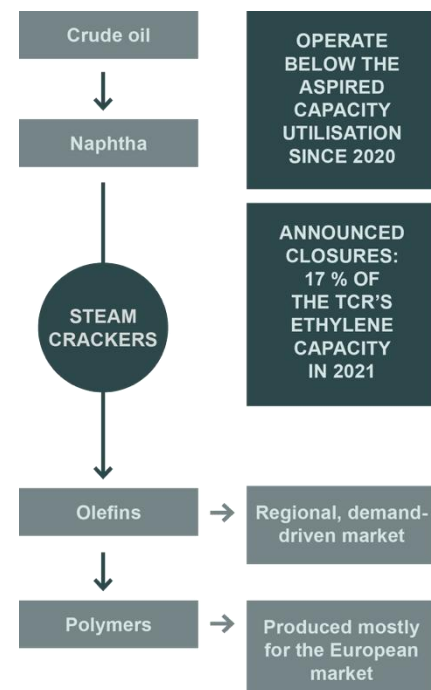 Crude oil
Naphtha
OPERATE
BELOW THE
ASPIRED
CAPACITY
UTILISATION
SINCE 2020
STEAM
CRACKERS
ANNOUNCED
CLOSURES:
17 % OF
THE TCR’S
ETHYLENE
CAPACITY
IN 2021
Olefins
Regional, demand-
driven market
Polymers
Produced mostly
for the European
market